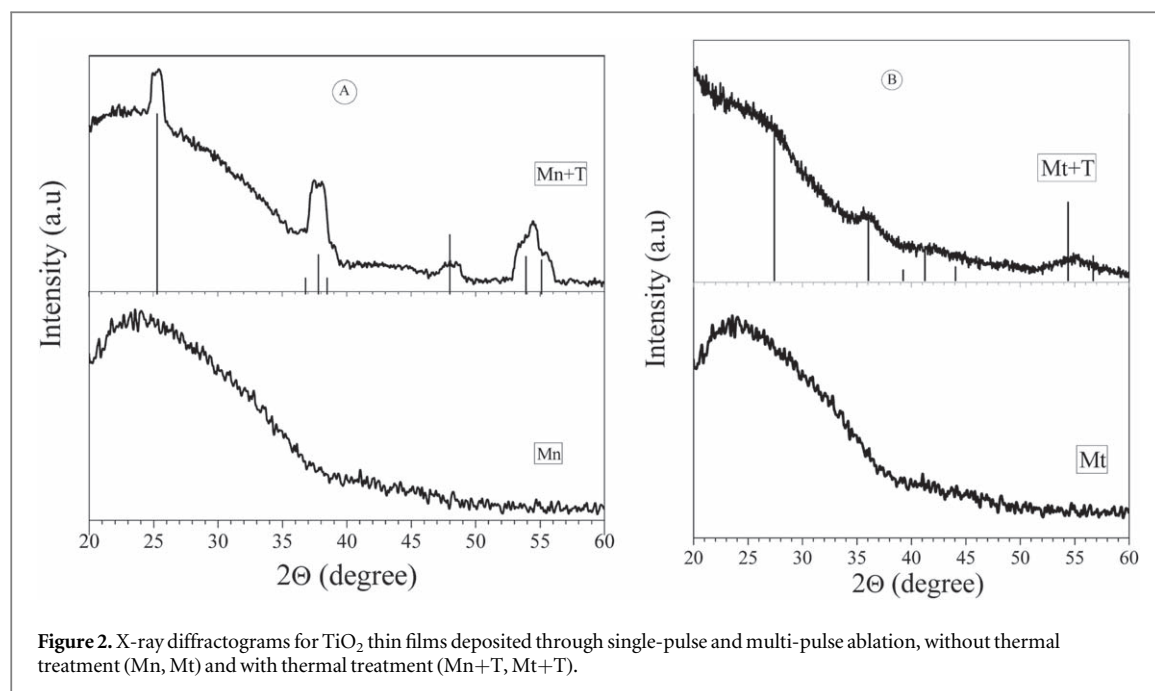 A
Mn+T
Intensity (a.u)
Mn
20 25 30 35 40 45 50 55 60
2Θ (degree)
B
Mt+T
Intensity (a.u)
Mt
20 25 30 35 40 45 50 55 60
2Θ (degree)
Figure 2. X-ray diffractograms for TiO₂ thin films deposited through single-pulse and multi-pulse ablation, without thermal
treatment (Mn, Mt) and with thermal treatment (Mn+T, Mt+T).